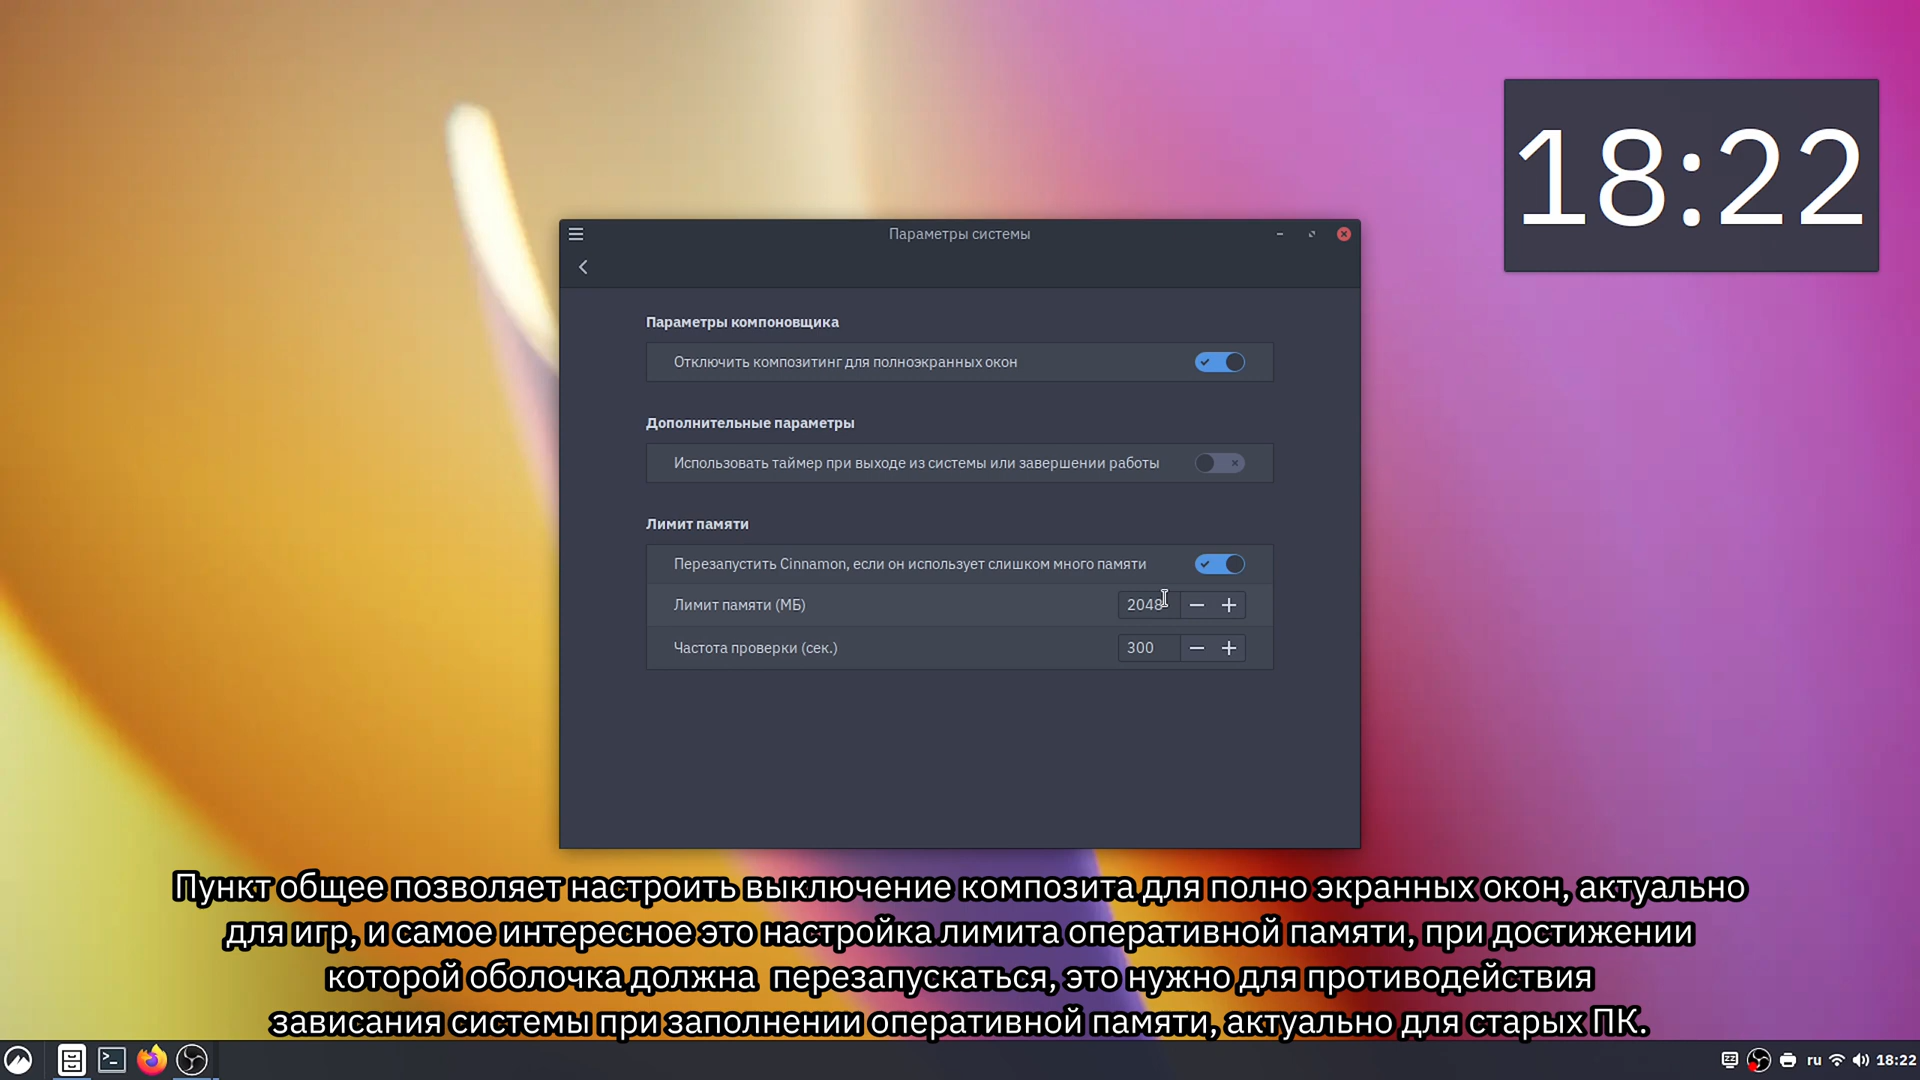 18:22
Параметры системы
Параметры компоновщика
Отключить композитинг для полноэкранных окон
Дополнительные параметры
Использовать таймер при выходе из системы или завершении работы
Лимит памяти
Перезапустить Cinnamon, если он использует слишком много памяти
Лимит памяти (МБ) 2048
Частота проверки (сек.) 300
Пункт общее позволяет настроить выключение композита для полно экранных окон, актуально
для игр, и самое интересное это настройка лимита оперативной памяти, при достижении
которой оболочка должна  перезапускаться, это нужно для противодействия
зависания системы при заполнении оперативной памяти, актуально для старых ПК.
ru 18:22